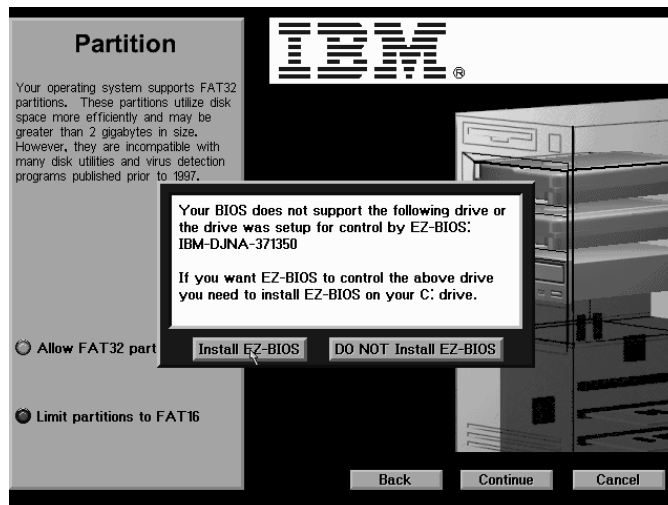 Partition
IBM®
Your operating system supports FAT32
partitions. These partitions utilize disk
space more efficiently and may be
greater than 2 gigabytes in size.
However, they are incompatible with
many disk utilities and virus detection
programs published prior to 1997.
Your BIOS does not support the following drive or
the drive was setup for control by EZ-BIOS:
IBM-DJNA-371350
If you want EZ-BIOS to control the above drive
you need to install EZ-BIOS on your C: drive.
Install EZ-BIOS
DO NOT Install EZ-BIOS
Allow FAT32 part
Limit partitions to FAT16
Back
Continue
Cancel